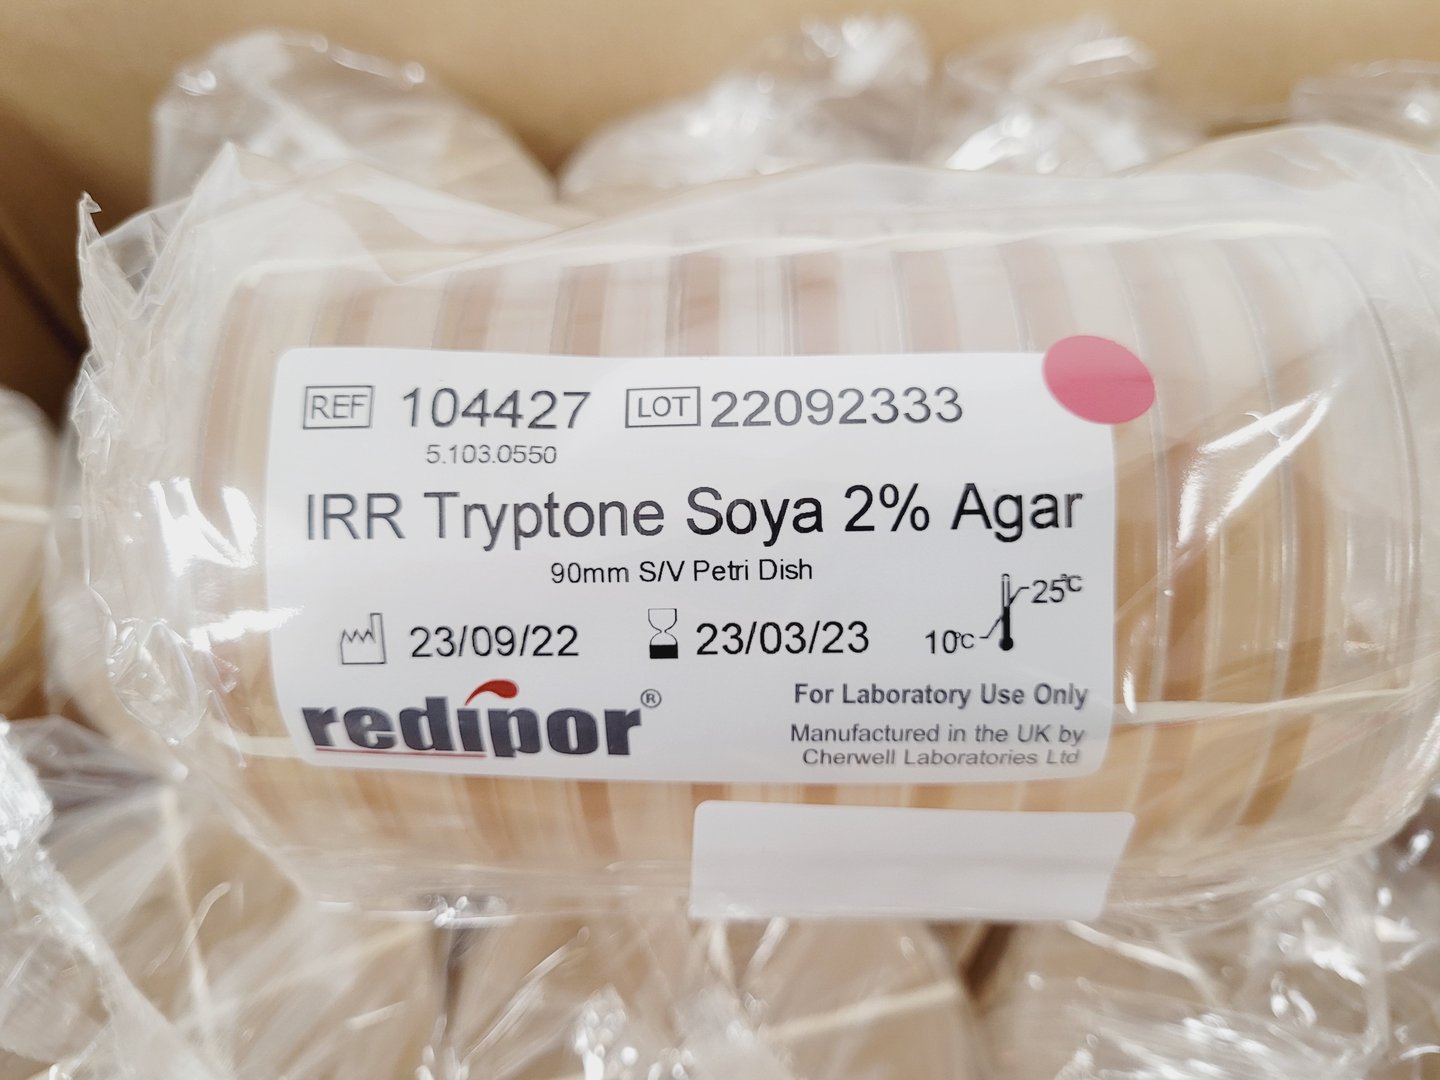 REF 104427 LOT 22092333
5.103.0550
IRR Tryptone Soya 2% Agar
90mm S/V Petri Dish
25°C
23/09/22 23/03/23 10°C
redipor®
For Laboratory Use Only
Manufactured in the UK by
Cherwell Laboratories Ltd